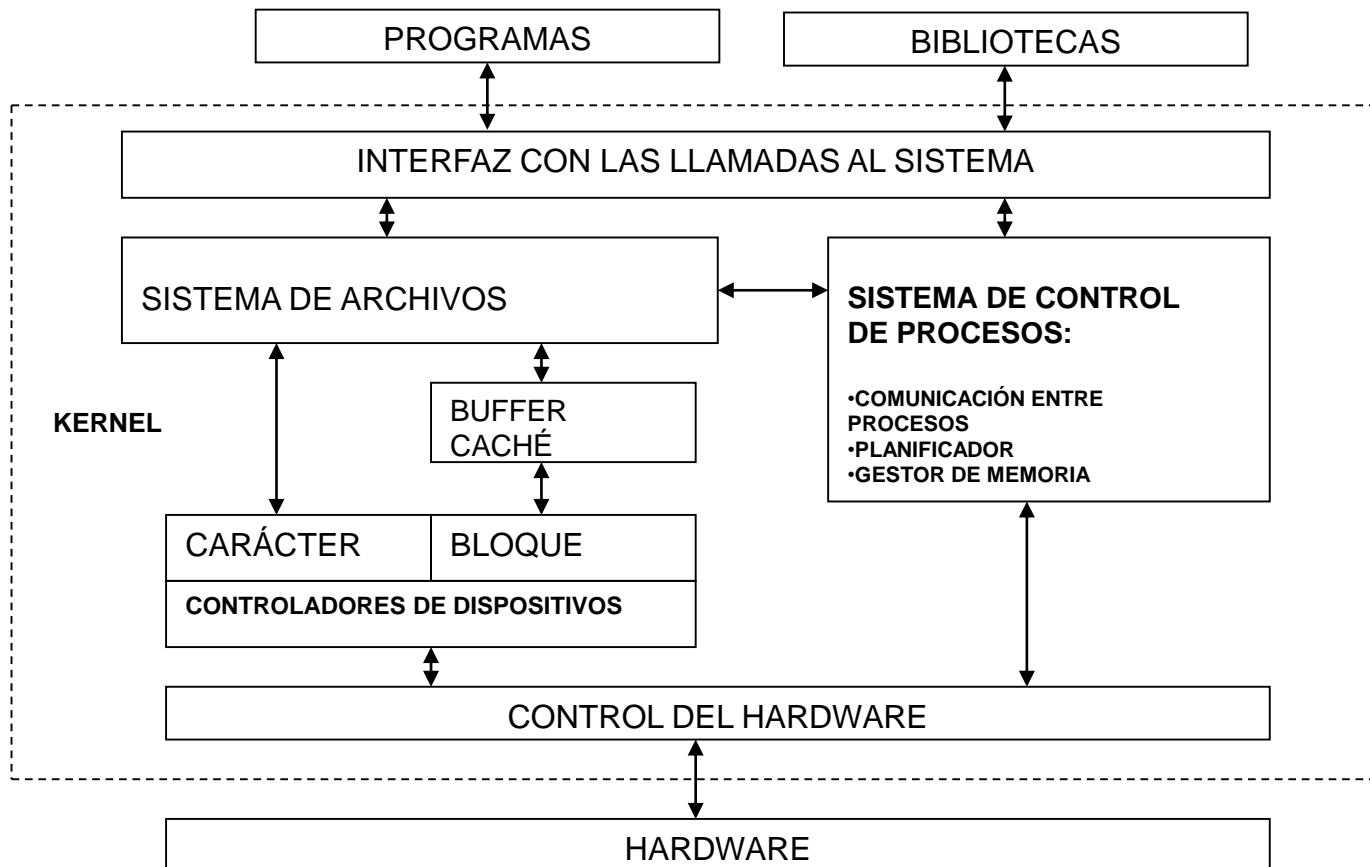 PROGRAMAS
BIBLIOTECAS
INTERFAZ CON LAS LLAMADAS AL SISTEMA
SISTEMA DE ARCHIVOS
SISTEMA DE CONTROL
DE PROCESOS:
•COMUNICACIÓN ENTRE
PROCESOS
•PLANIFICADOR
•GESTOR DE MEMORIA
KERNEL
BUFFER
CACHÉ
CARÁCTER
BLOQUE
CONTROLADORES DE DISPOSITIVOS
CONTROL DEL HARDWARE
HARDWARE